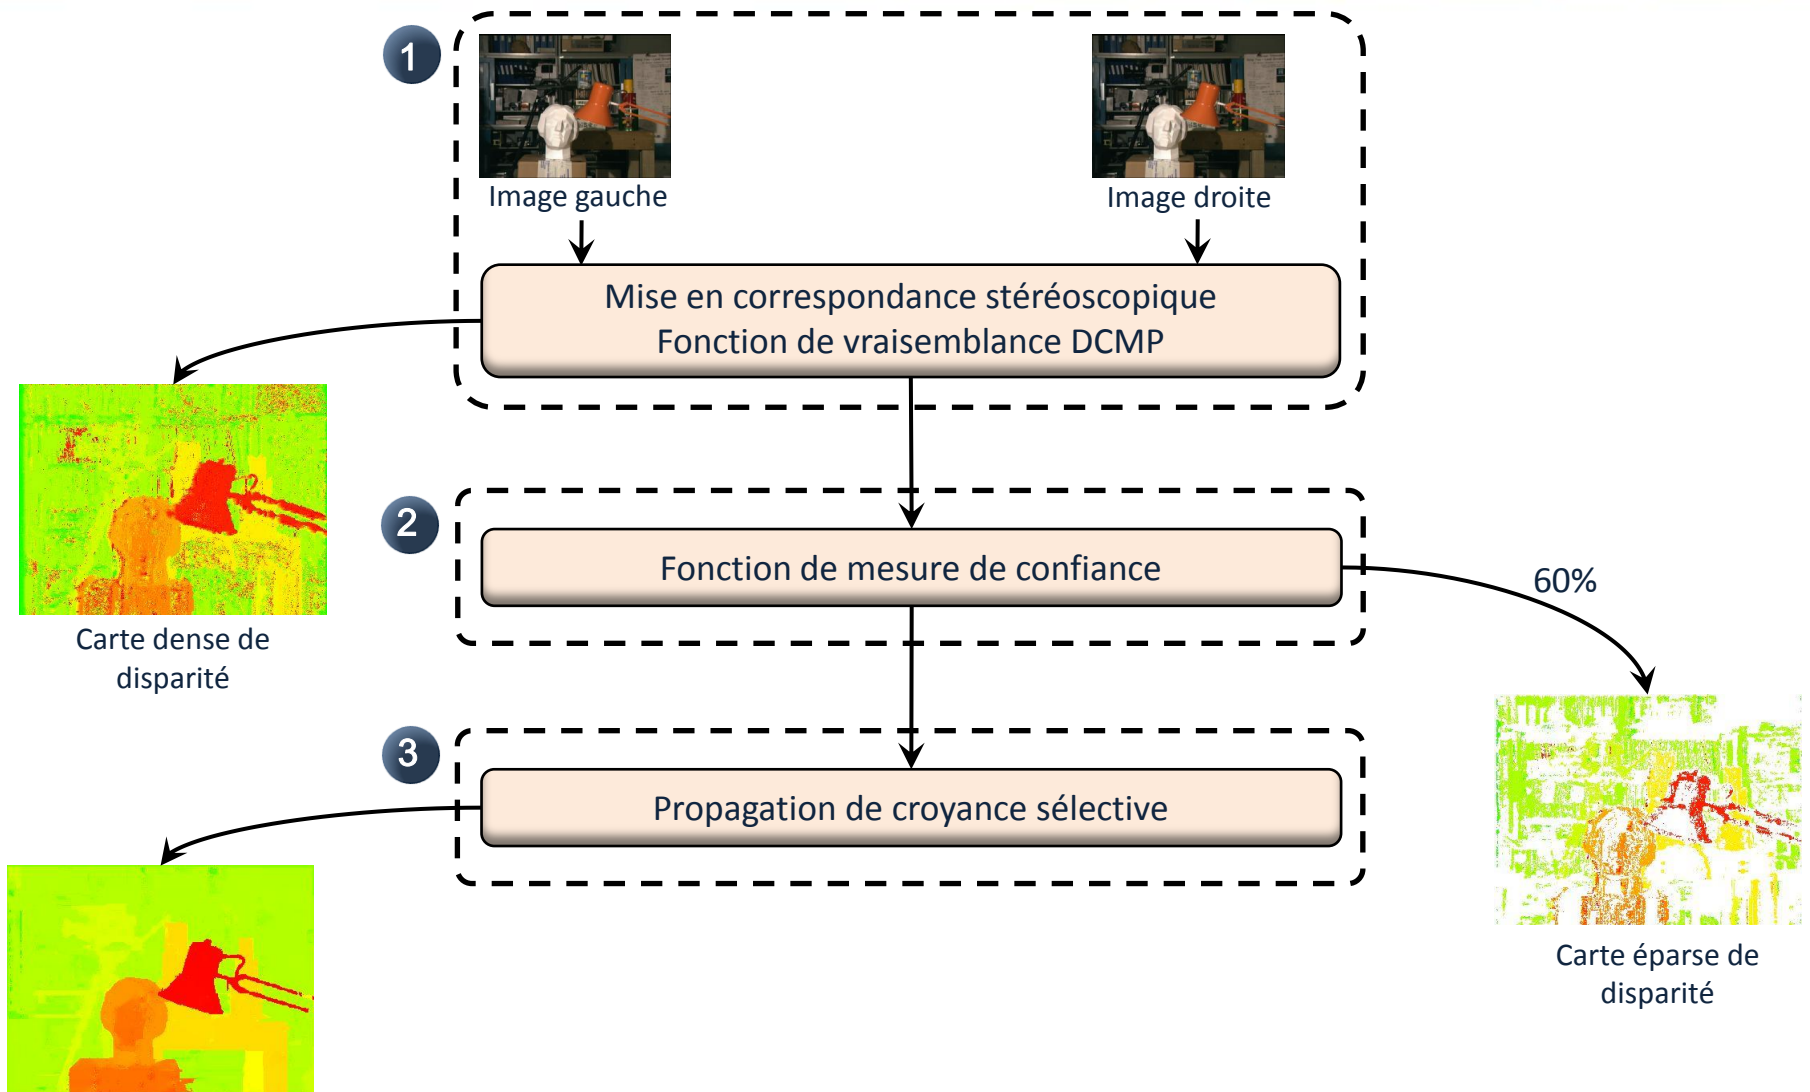 1
Image gauche
Image droite
Mise en correspondance stéréoscopique
Fonction de vraisemblance DCMP
2
Fonction de mesure de confiance
60%
Carte dense de
disparité
3
Propagation de croyance sélective
Carte éparse de
disparité